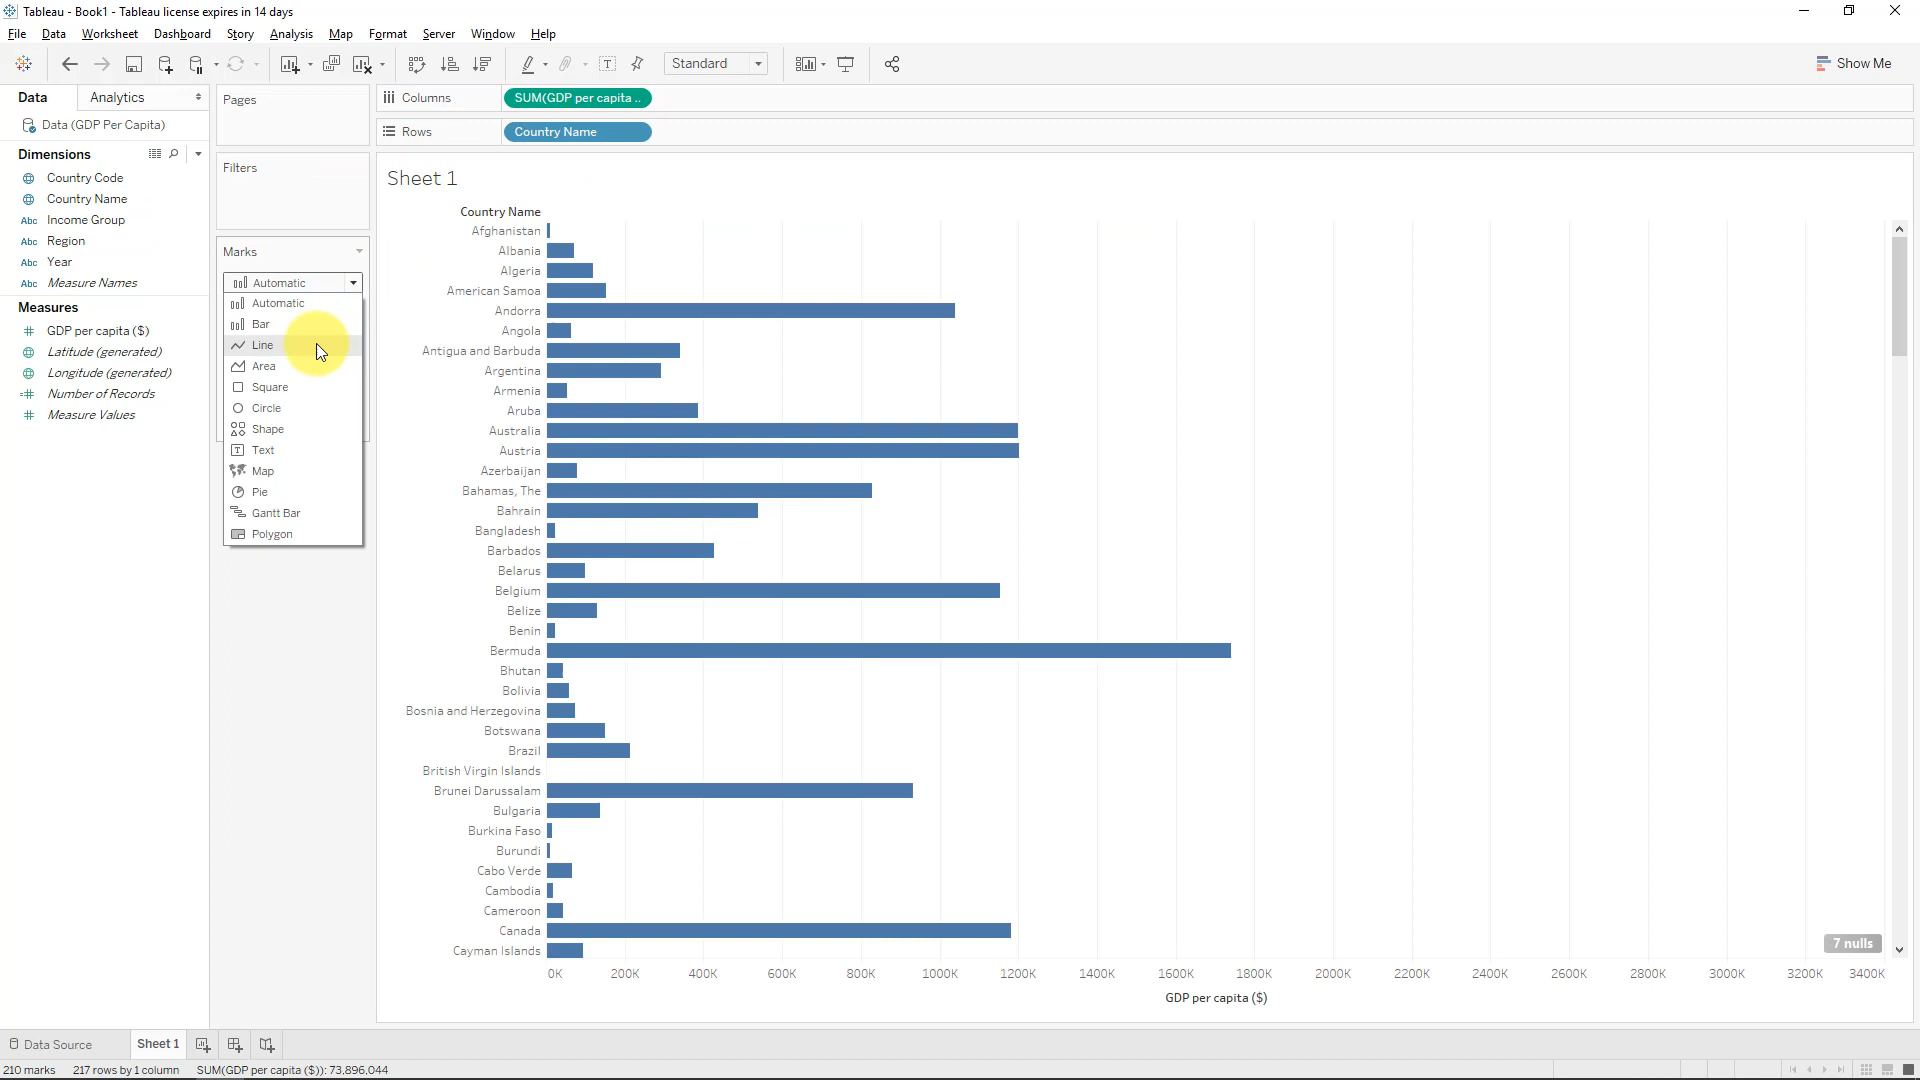 Tableau - Book1 - Tableau license expires in 14 days
File Data Worksheet Dashboard Story Analysis Map Format Server Window Help
Standard
Show Me
Data Analytics
Data (GDP Per Capita)
Dimensions
Country Code
Country Name
Abc Income Group
Abc Region
Abc Year
Abc Measure Names
Measures
GDP per capita ($)
Latitude (generated)
Longitude (generated)
Number of Records
Measure Values
Pages
Filters
Marks
Automatic
Automatic
Bar
Line
Area
Square
Circle
Shape
Text
Map
Pie
Gantt Bar
Polygon
Columns SUM(GDP per capita ..
Rows Country Name
Sheet 1
Country Name
Afghanistan
Albania
Algeria
American Samoa
Andorra
Angola
Antigua and Barbuda
Argentina
Armenia
Aruba
Australia
Austria
Azerbaijan
Bahamas, The
Bahrain
Bangladesh
Barbados
Belarus
Belgium
Belize
Benin
Bermuda
Bhutan
Bolivia
Bosnia and Herzegovina
Botswana
Brazil
British Virgin Islands
Brunei Darussalam
Bulgaria
Burkina Faso
Burundi
Cabo Verde
Cambodia
Cameroon
Canada
Cayman Islands
7 nulls
0K 200K 400K 600K 800K 1000K 1200K 1400K 1600K 1800K 2000K 2200K 2400K 2600K 2800K 3000K 3200K 3400K
GDP per capita ($)
Data Source Sheet 1
210 marks 217 rows by 1 column SUM(GDP per capita ($)): 73,896,044